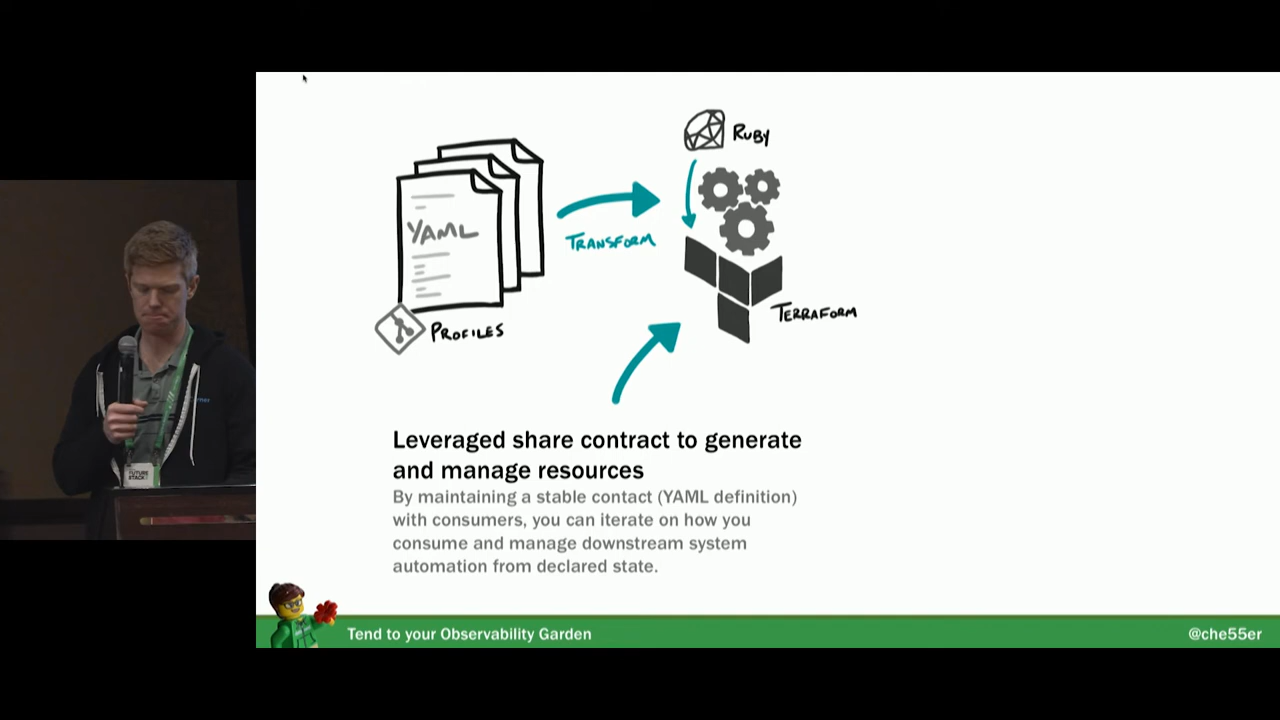 Ruby
YAML
TRANSFORM
TERRAFORM
PROFILES
Leveraged share contract to generate
and manage resources
By maintaining a stable contact (YAML definition)
with consumers, you can iterate on how you
consume and manage downstream system
automation from declared state.
FUTURE
STACK
Tend to your Observability Garden
@che55er